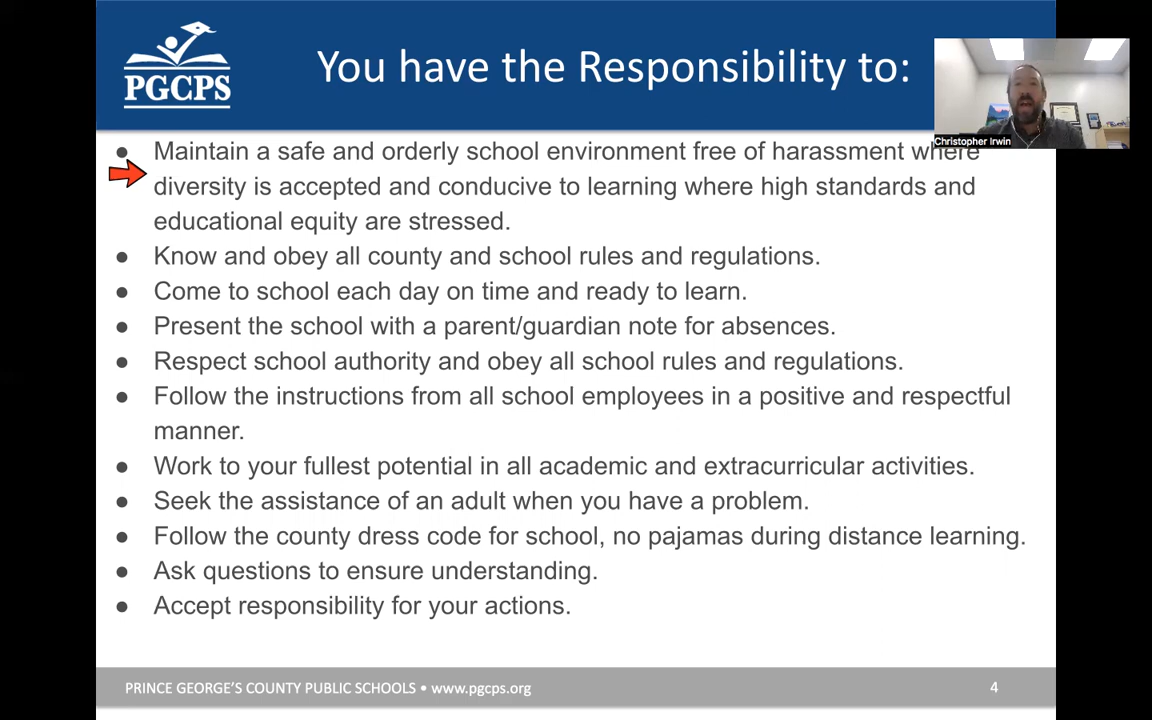 PGCPS
You have the Responsibility to:
Christopher Irwin
● Maintain a safe and orderly school environment free of harassment where
diversity is accepted and conducive to learning where high standards and
educational equity are stressed.
● Know and obey all county and school rules and regulations.
● Come to school each day on time and ready to learn.
● Present the school with a parent/guardian note for absences.
● Respect school authority and obey all school rules and regulations.
● Follow the instructions from all school employees in a positive and respectful
manner.
● Work to your fullest potential in all academic and extracurricular activities.
● Seek the assistance of an adult when you have a problem.
● Follow the county dress code for school, no pajamas during distance learning.
● Ask questions to ensure understanding.
● Accept responsibility for your actions.
PRINCE GEORGE'S COUNTY PUBLIC SCHOOLS • www.pgcps.org
4